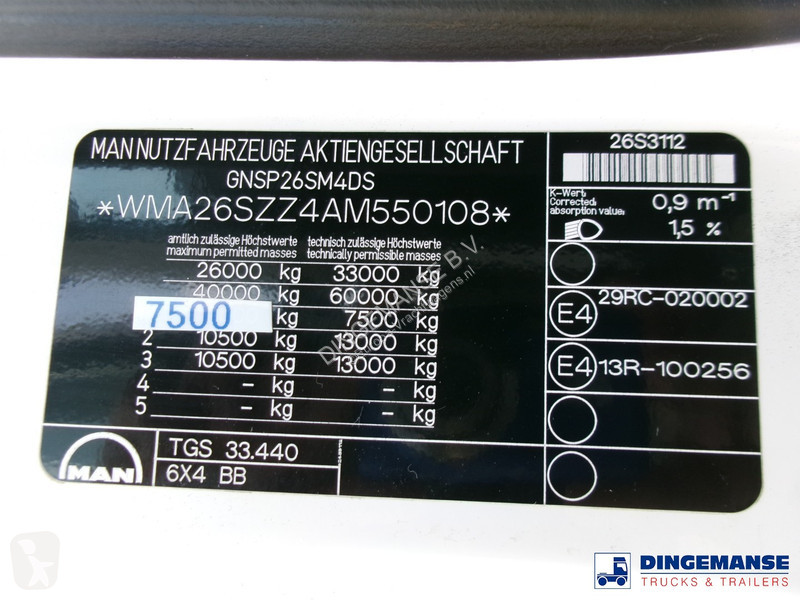 MAN NUTZFAHRZEUGE AKTIENGESELLSCHAFT
GNSP26SM4DS
*WMA26SZZ4AM550108*
amtlich zulässige Höchstwerte technisch zulässige Höchstwerte
maximum permitted masses technically permissible masses
26000 kg 33000 kg
40000 kg 60000 kg
7500 kg 7500 kg
2 10500 kg 13000 kg
3 10500 kg 13000 kg
4 - kg - kg
5 - kg - kg
MAN
TGS 33.440
6X4 BB
26S3112
K-Wert:
Corrected absorption value: 0,9 m⁻¹
1,5 %
E4 29RC-020002
E4 13R-100256
DINGEMANSE B.V.
DINGEMANSE
TRUCKS & TRAILERS